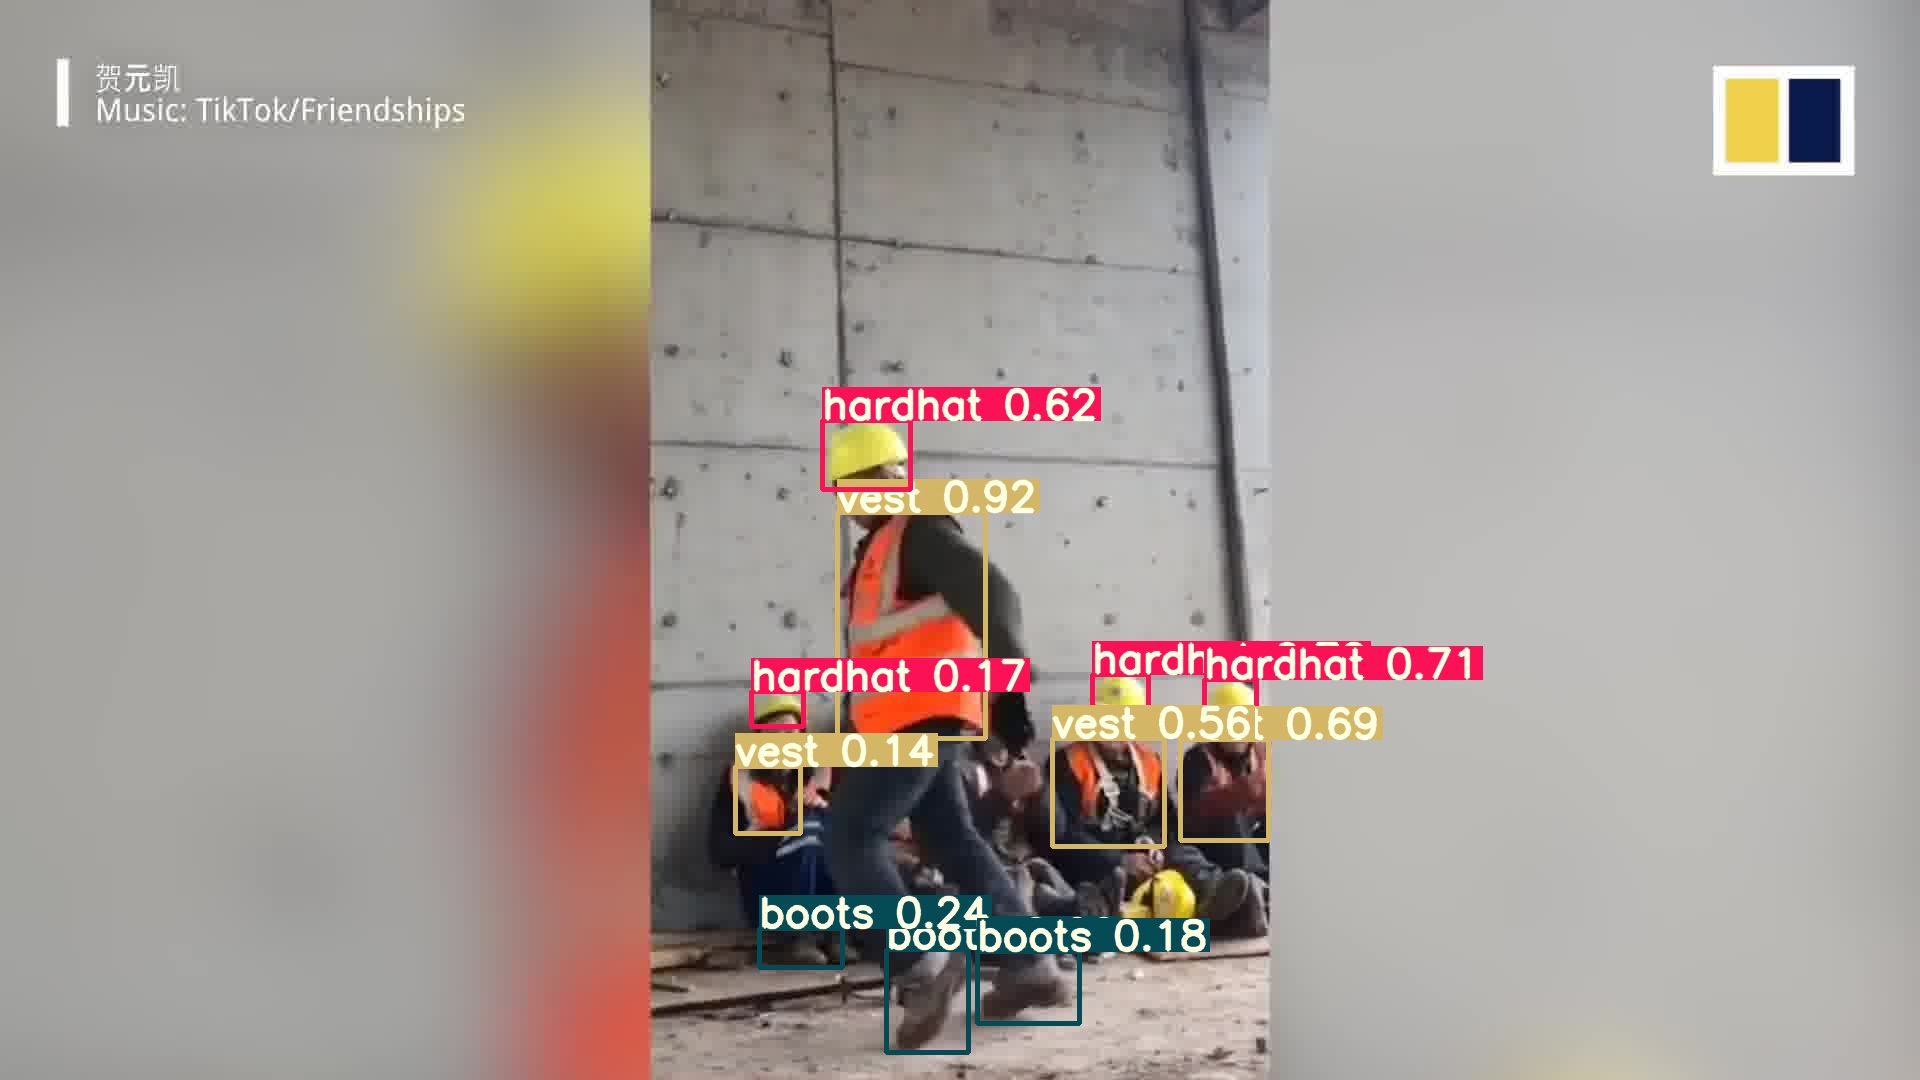 贺元凯
Music: TikTok/Friendships
hardhat 0.62
vest 0.92
hardhat 0.17
hardhat 0.71
vest 0.56
0.69
vest 0.14
boots 0.24
boots 0.18